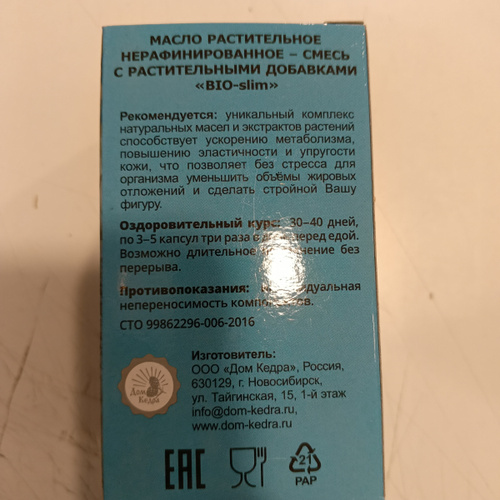 МАСЛО РАСТИТЕЛЬНОЕ
НЕРАФИНИРОВАННОЕ – СМЕСЬ
С РАСТИТЕЛЬНЫМИ ДОБАВКАМИ
«BIO-slim»
Рекомендуется: уникальный комплекс
натуральных масел и экстрактов растений
способствует ускорению метаболизма,
повышению эластичности и упругости
кожи, что позволяет без стресса для
организма уменьшить объёмы жировых
отложений и сделать стройной Вашу
фигуру.
Оздоровительный курс: 30–40 дней,
по 3–5 капсул три раза в перед едой.
Возможно длительное без
перерыва.
Противопоказания:
непереносимость компонентов.
СТО 99862296-006-2016
Изготовитель:
ООО «Дом Кедра», Россия,
630129, г. Новосибирск,
ул. Тайгинская, 15, 1-й этаж
info@dom-kedra.ru,
www.dom-kedra.ru
Дом
Кедра
EAC
21
PAP